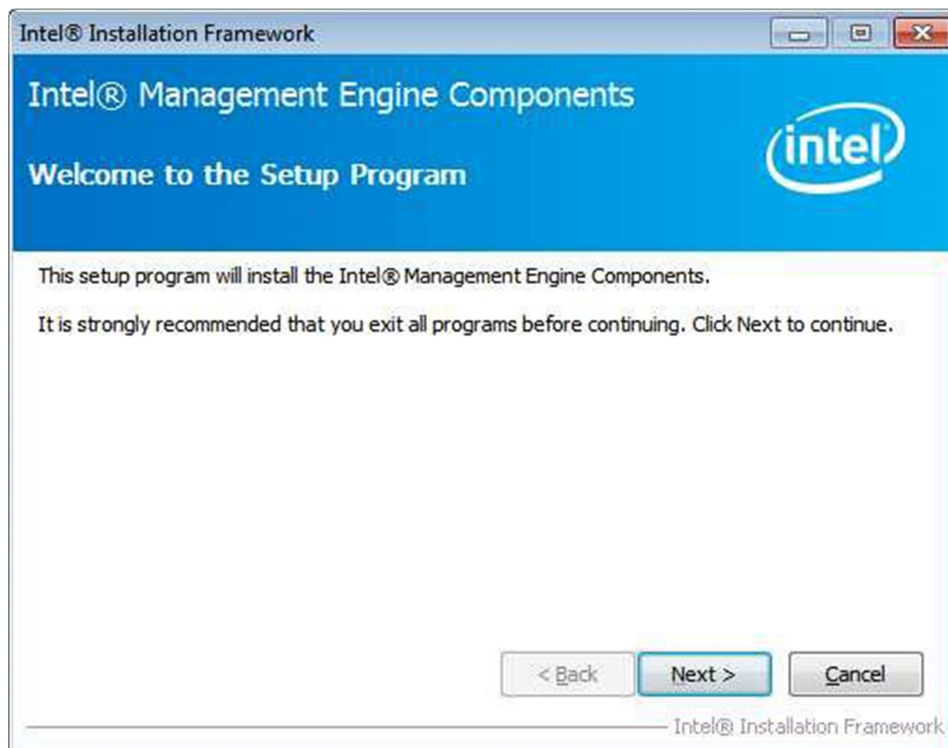 Intel® Installation Framework
Intel® Management Engine Components
intel®
Welcome to the Setup Program
This setup program will install the Intel® Management Engine Components.
It is strongly recommended that you exit all programs before continuing. Click Next to continue.
< Back Next > Cancel
Intel® Installation Framework